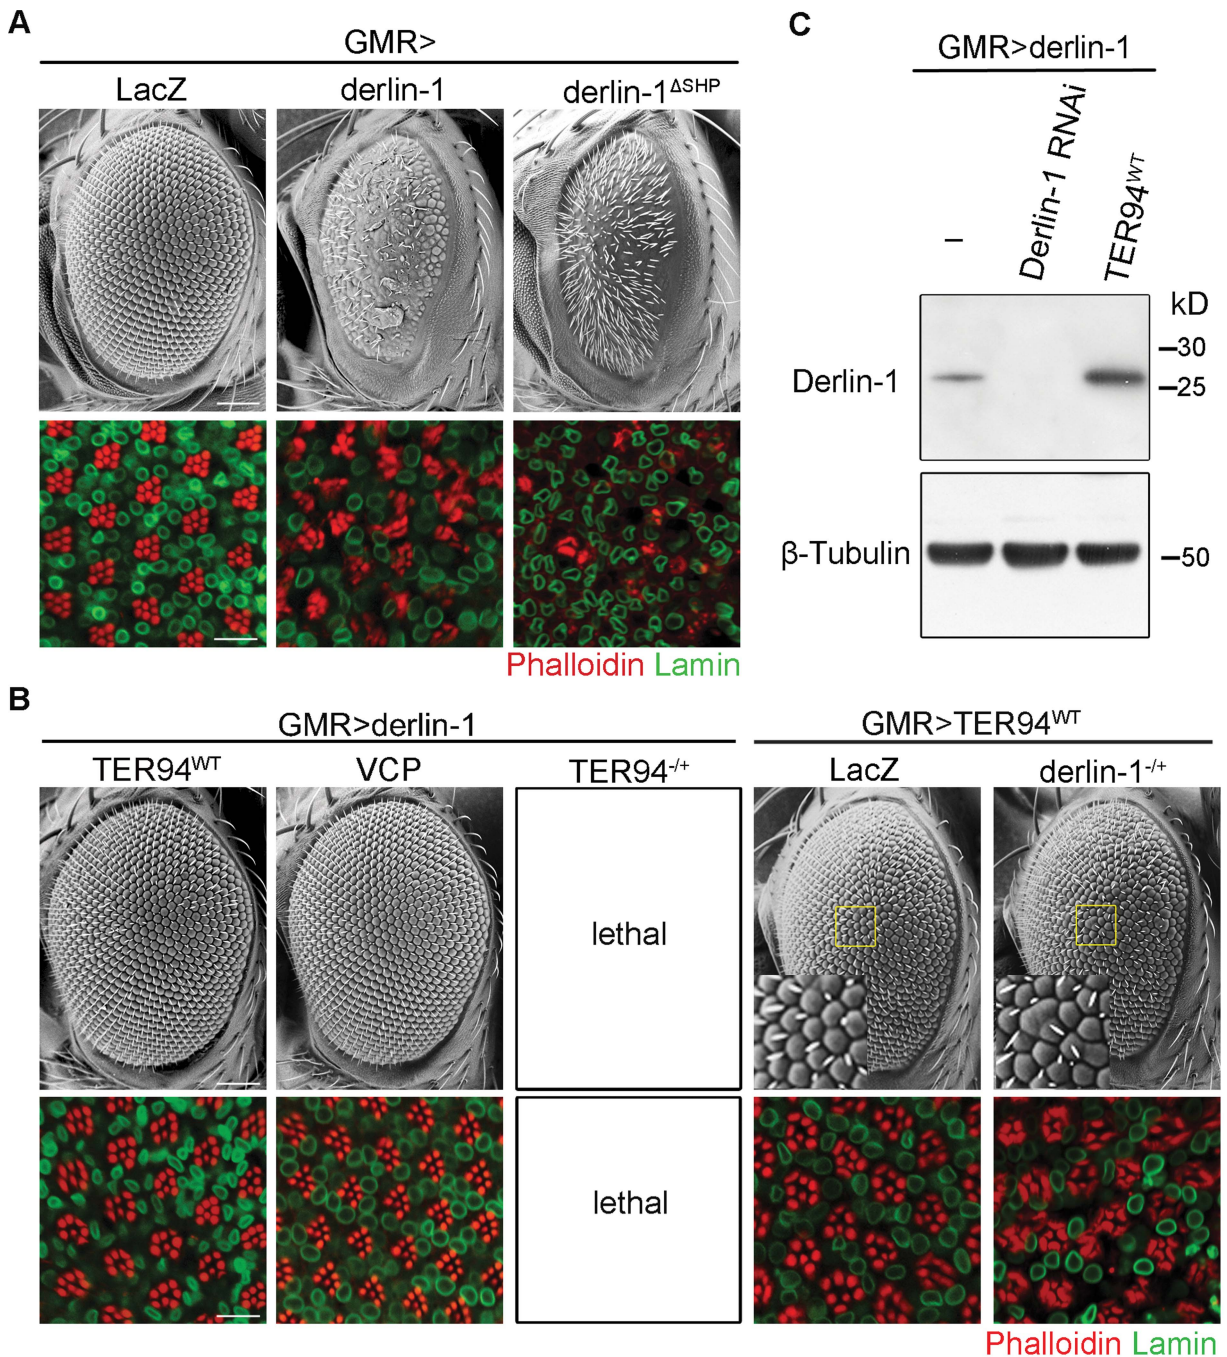 A
GMR>
LacZ derlin-1 derlin-1ΔSHP
Phalloidin Lamin
C
GMR>derlin-1
– Derlin-1 RNAi TER94WT
kD
–30
Derlin-1
–25
β-Tubulin –50
B
GMR>derlin-1 GMR>TER94WT
TER94WT VCP TER94-/+ LacZ derlin-1-/+
lethal
lethal
Phalloidin Lamin